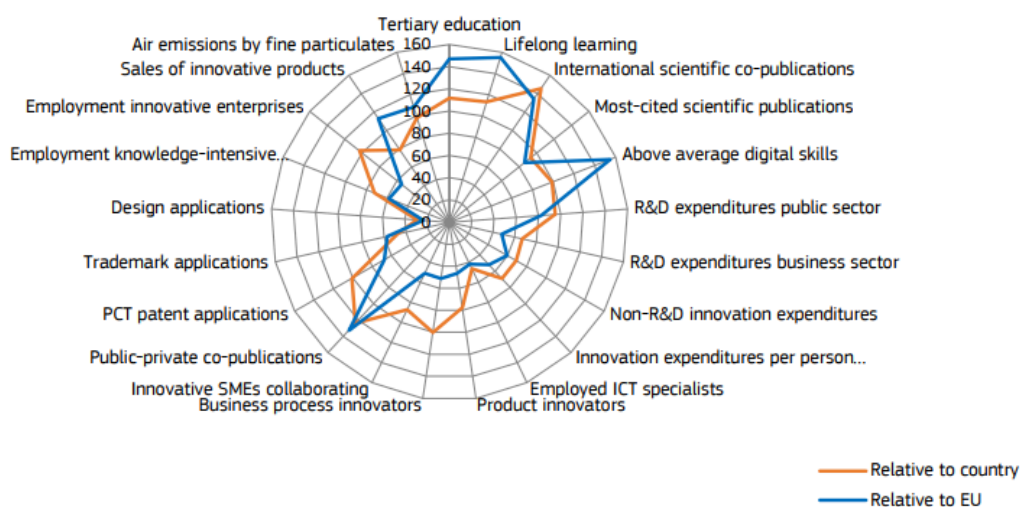 Tertiary education
Air emissions by fine particulates
160
Lifelong learning
Sales of innovative products
140
International scientific co-publications
Employment innovative enterprises
120
Most-cited scientific publications
100
Employment knowledge-intensive...
80
Above average digital skills
60
40
Design applications
20
R&D expenditures public sector
0
Trademark applications
R&D expenditures business sector
PCT patent applications
Non-R&D innovation expenditures
Public-private co-publications
Innovation expenditures per person...
Innovative SMEs collaborating
Employed ICT specialists
Business process innovators
Product innovators
Relative to country
Relative to EU